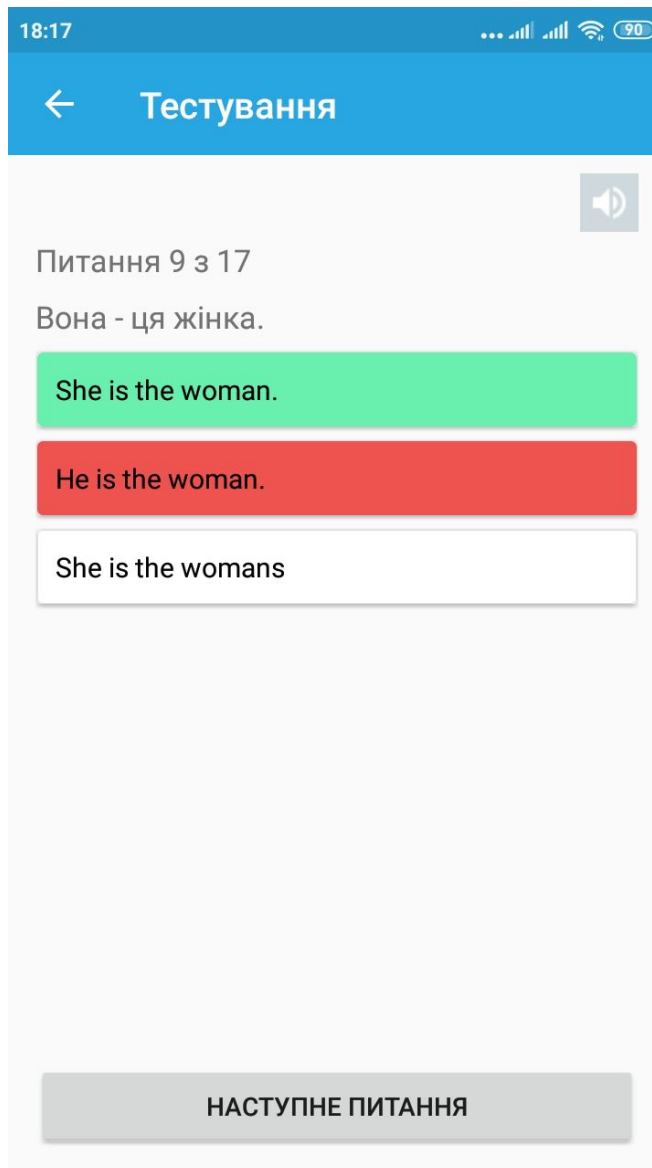 18:17
90
Тестування
Питання 9 з 17
Вона - ця жінка.
She is the woman.
He is the woman.
She is the womans
НАСТУПНЕ ПИТАННЯ